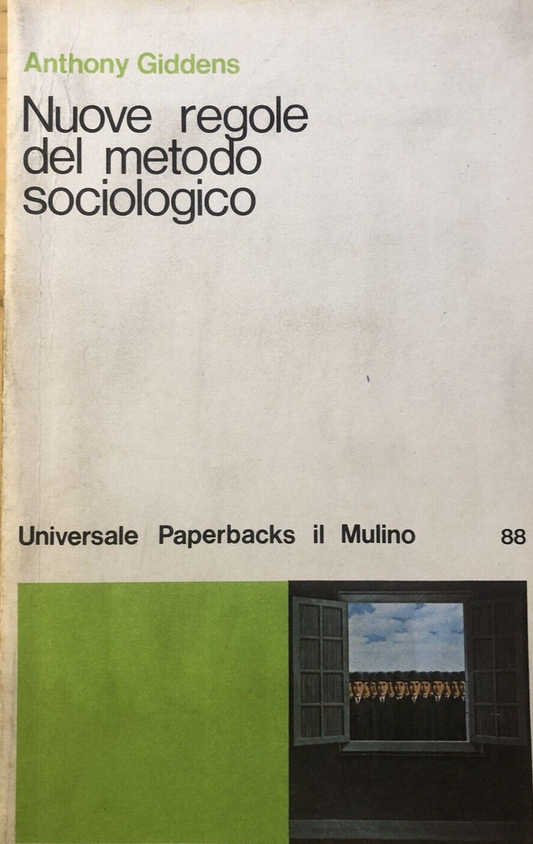 Anthony Giddens
Nuove regole
del metodo
sociologico
Universale Paperbacks il Mulino 88